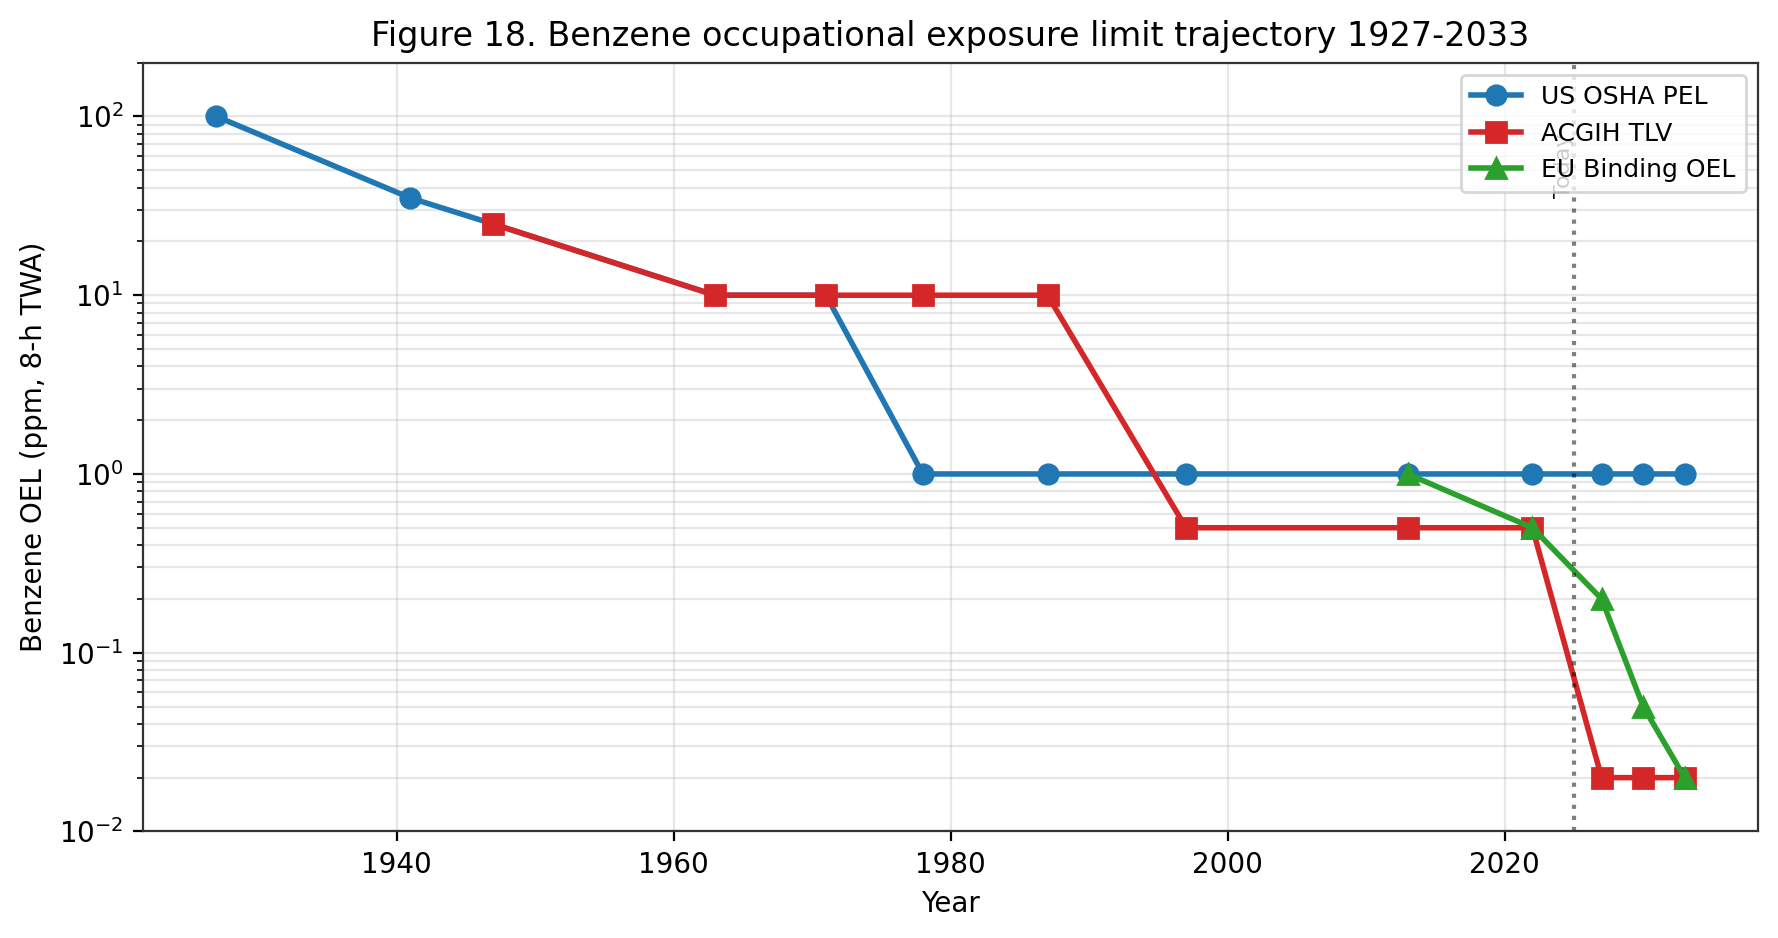 Figure 18. Benzene occupational exposure limit trajectory 1927-2033
US OSHA PEL
ACGIH TLV
EU Binding OEL
Today
Benzene OEL (ppm, 8-h TWA)
10²
10¹
10⁰
10⁻¹
10⁻²
1940 1960 1980 2000 2020
Year